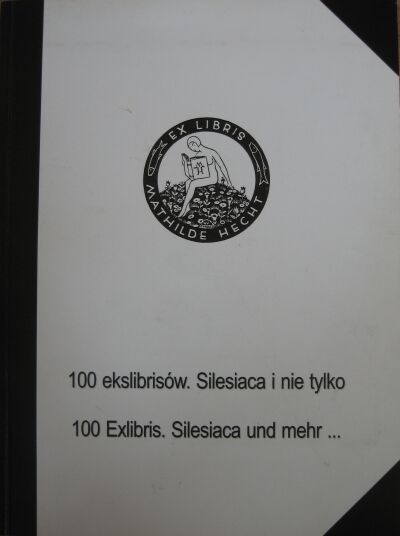 EX LIBRIS
MATHILDE HECHT
100 ekslibrisów. Silesiaca i nie tylko
100 Exlibris. Silesiaca und mehr ...